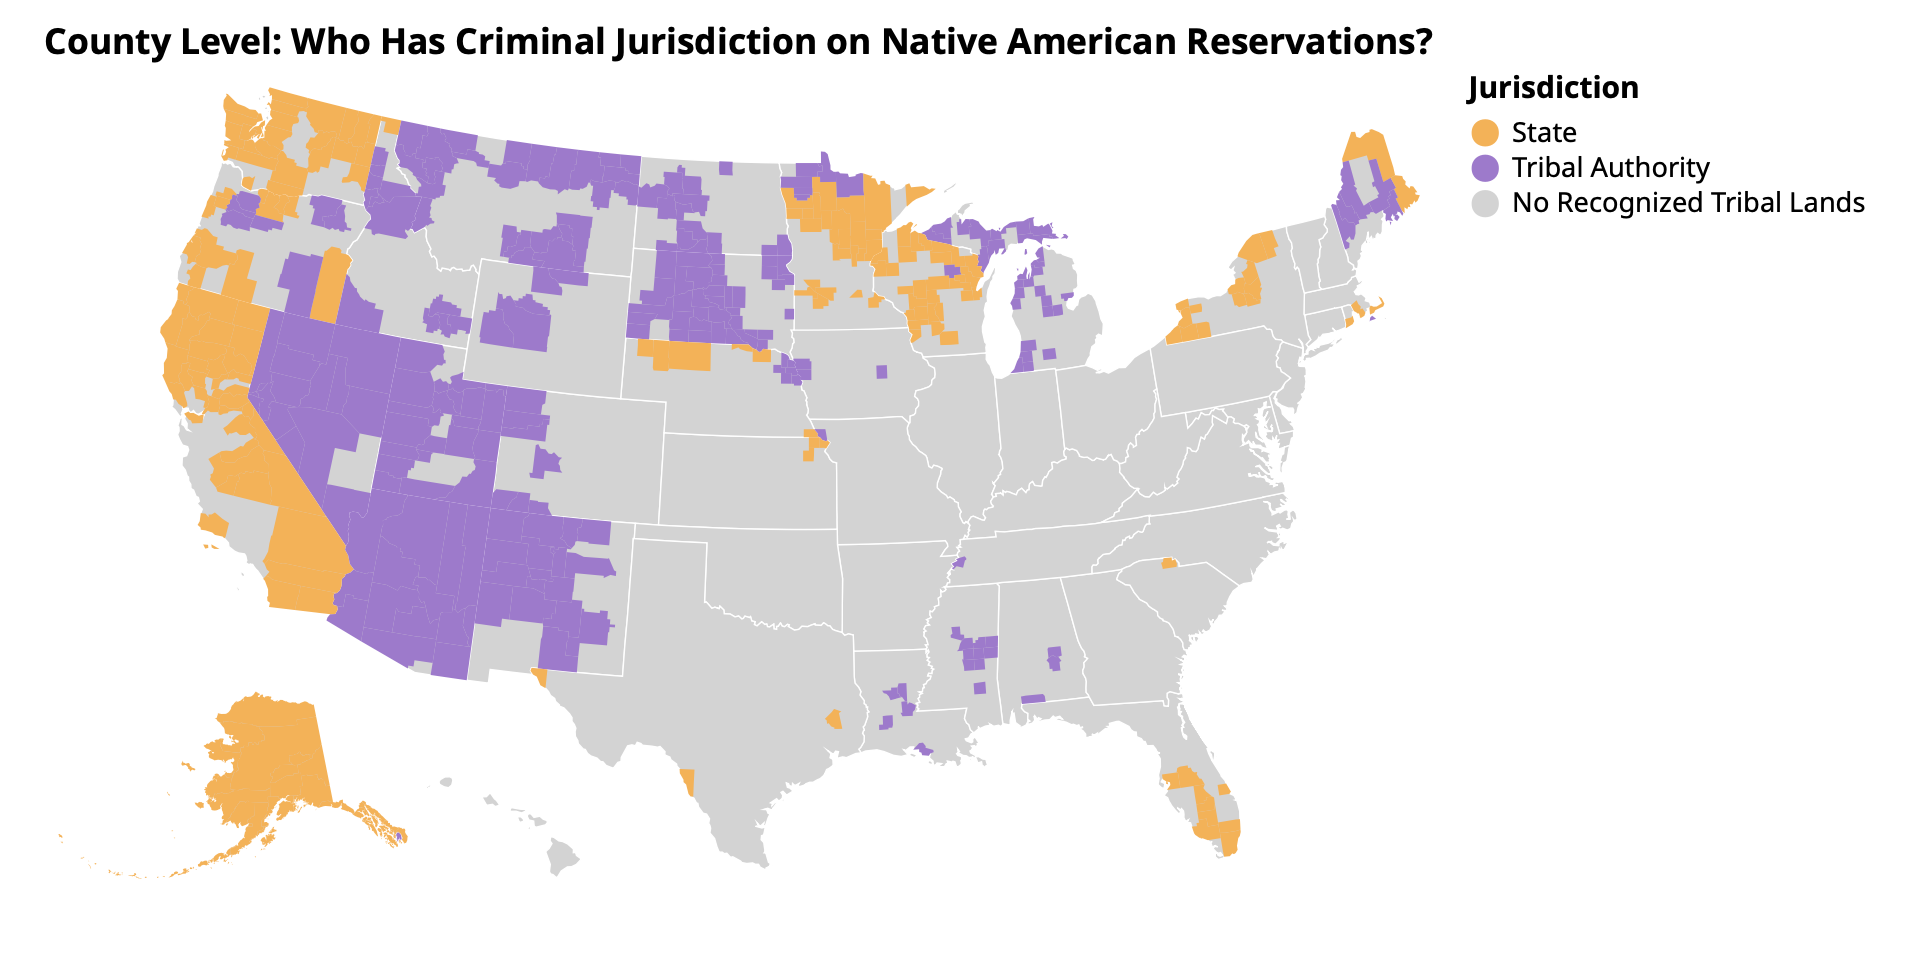 County Level: Who Has Criminal Jurisdiction on Native American Reservations?
Jurisdiction
State
Tribal Authority
No Recognized Tribal Lands